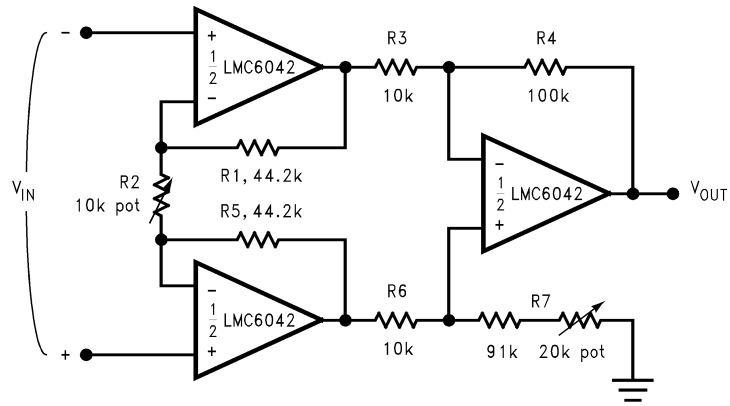 R3
R4
−
+
1/2 LMC6042
−
10k
100k
R1, 44.2k
R2
10k pot
VIN
R5, 44.2k
−
1/2 LMC6042
+
VOUT
−
1/2 LMC6042
+
R6
R7
+
10k
91k
20k pot